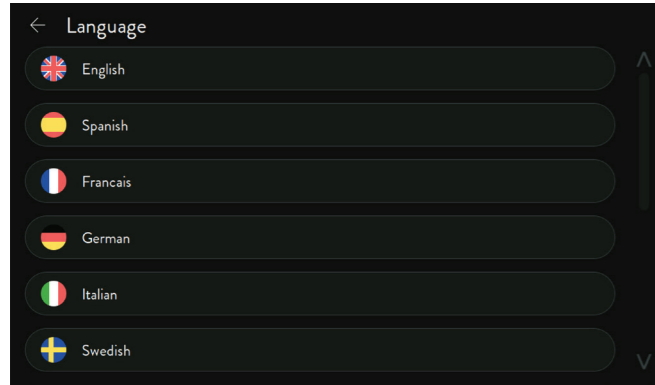 Language
English
Spanish
Francais
German
Italian
Swedish